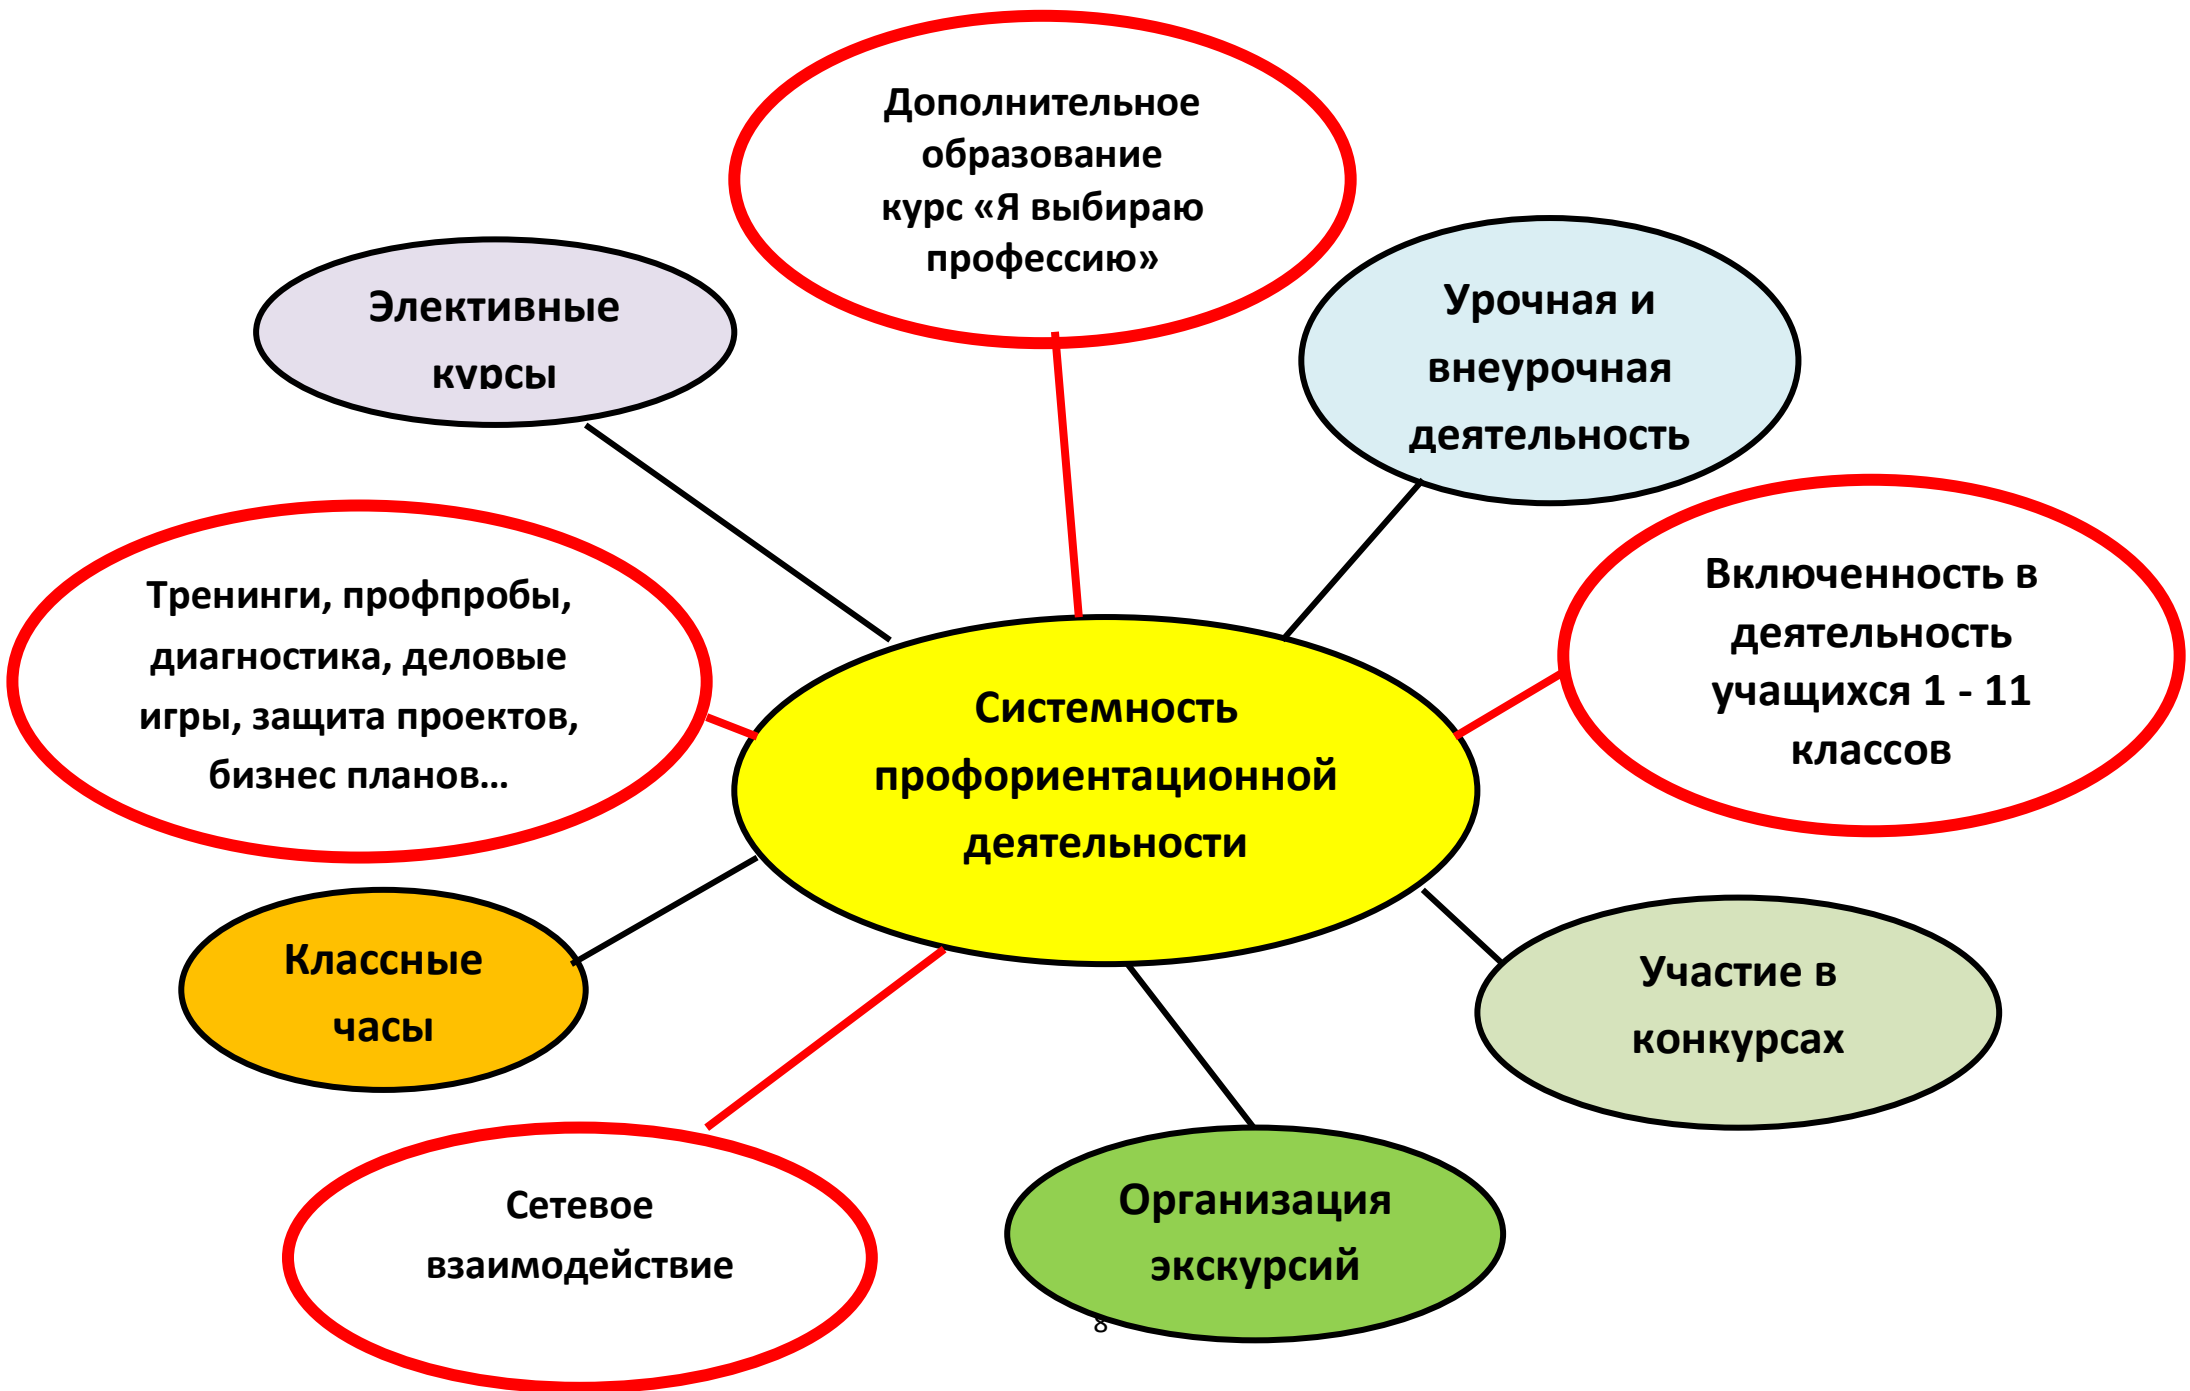 Дополнительное
образование
курс «Я выбираю
профессию»
Элективные
курсы
Урочная и
внеурочная
деятельность
Тренинги, профпробы,
диагностика, деловые
игры, защита проектов,
бизнес планов...
Включенность в
деятельность
учащихся 1 - 11
классов
Системность
профориентационной
деятельности
Классные
часы
Участие в
конкурсах
Сетевое
взаимодействие
Организация
экскурсий
8